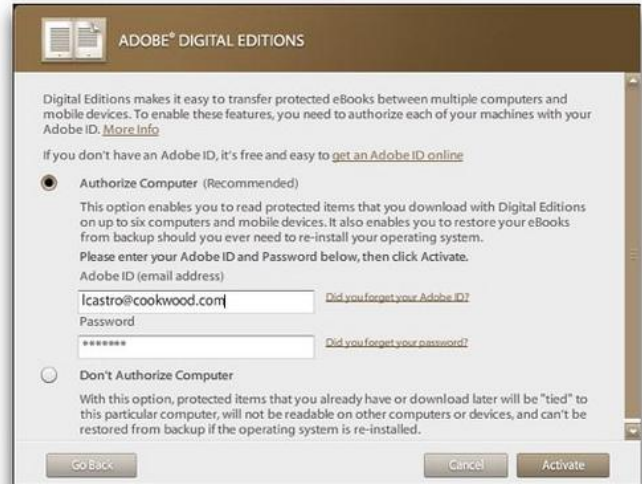 ADOBE® DIGITAL EDITIONS
Digital Editions makes it easy to transfer protected eBooks between multiple computers and
mobile devices. To enable these features, you need to authorize each of your machines with your
Adobe ID. More Info
If you don't have an Adobe ID, it's free and easy to get an Adobe ID online
Authorize Computer (Recommended)
This option enables you to read protected items that you download with Digital Editions
on up to six computers and mobile devices. It also enables you to restore your eBooks
from backup should you ever need to re-install your operating system.
Please enter your Adobe ID and Password below, then click Activate.
Adobe ID (email address)
lcastro@cookwood.com Did you forget your Adobe ID?
Password
******* Did you forget your password?
Don't Authorize Computer
With this option, protected items that you already have or download later will be "tied" to
this particular computer, will not be readable on other computers or devices, and can't be
restored from backup if the operating system is re-installed.
Go Back Cancel Activate